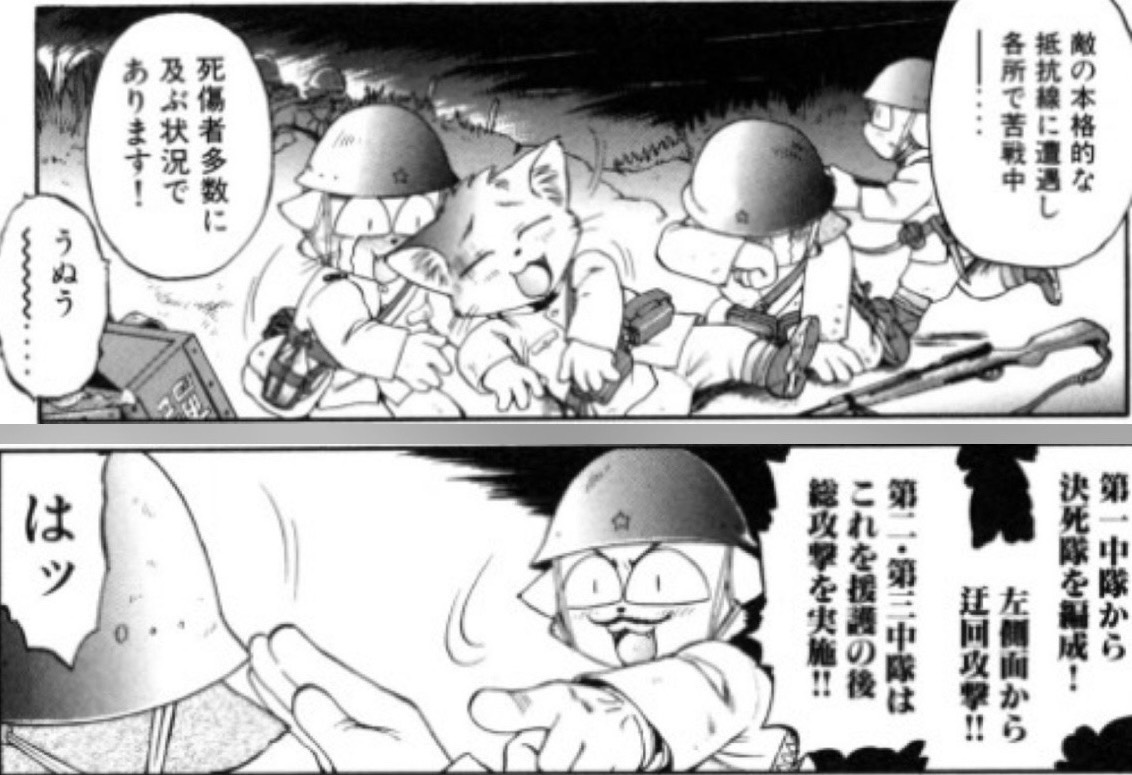 敵の本格的な
抵抗線に遭遇し
各所で苦戦中
━━‥‥
死傷者多数に
及ぶ状況で
あります！
うぬう
〜〜〜‥‥
第一中隊から
決死隊を編成！
左側面から
迂回攻撃!!
第二・第三中隊は
これを援護の後
総攻撃を実施!!
はッ